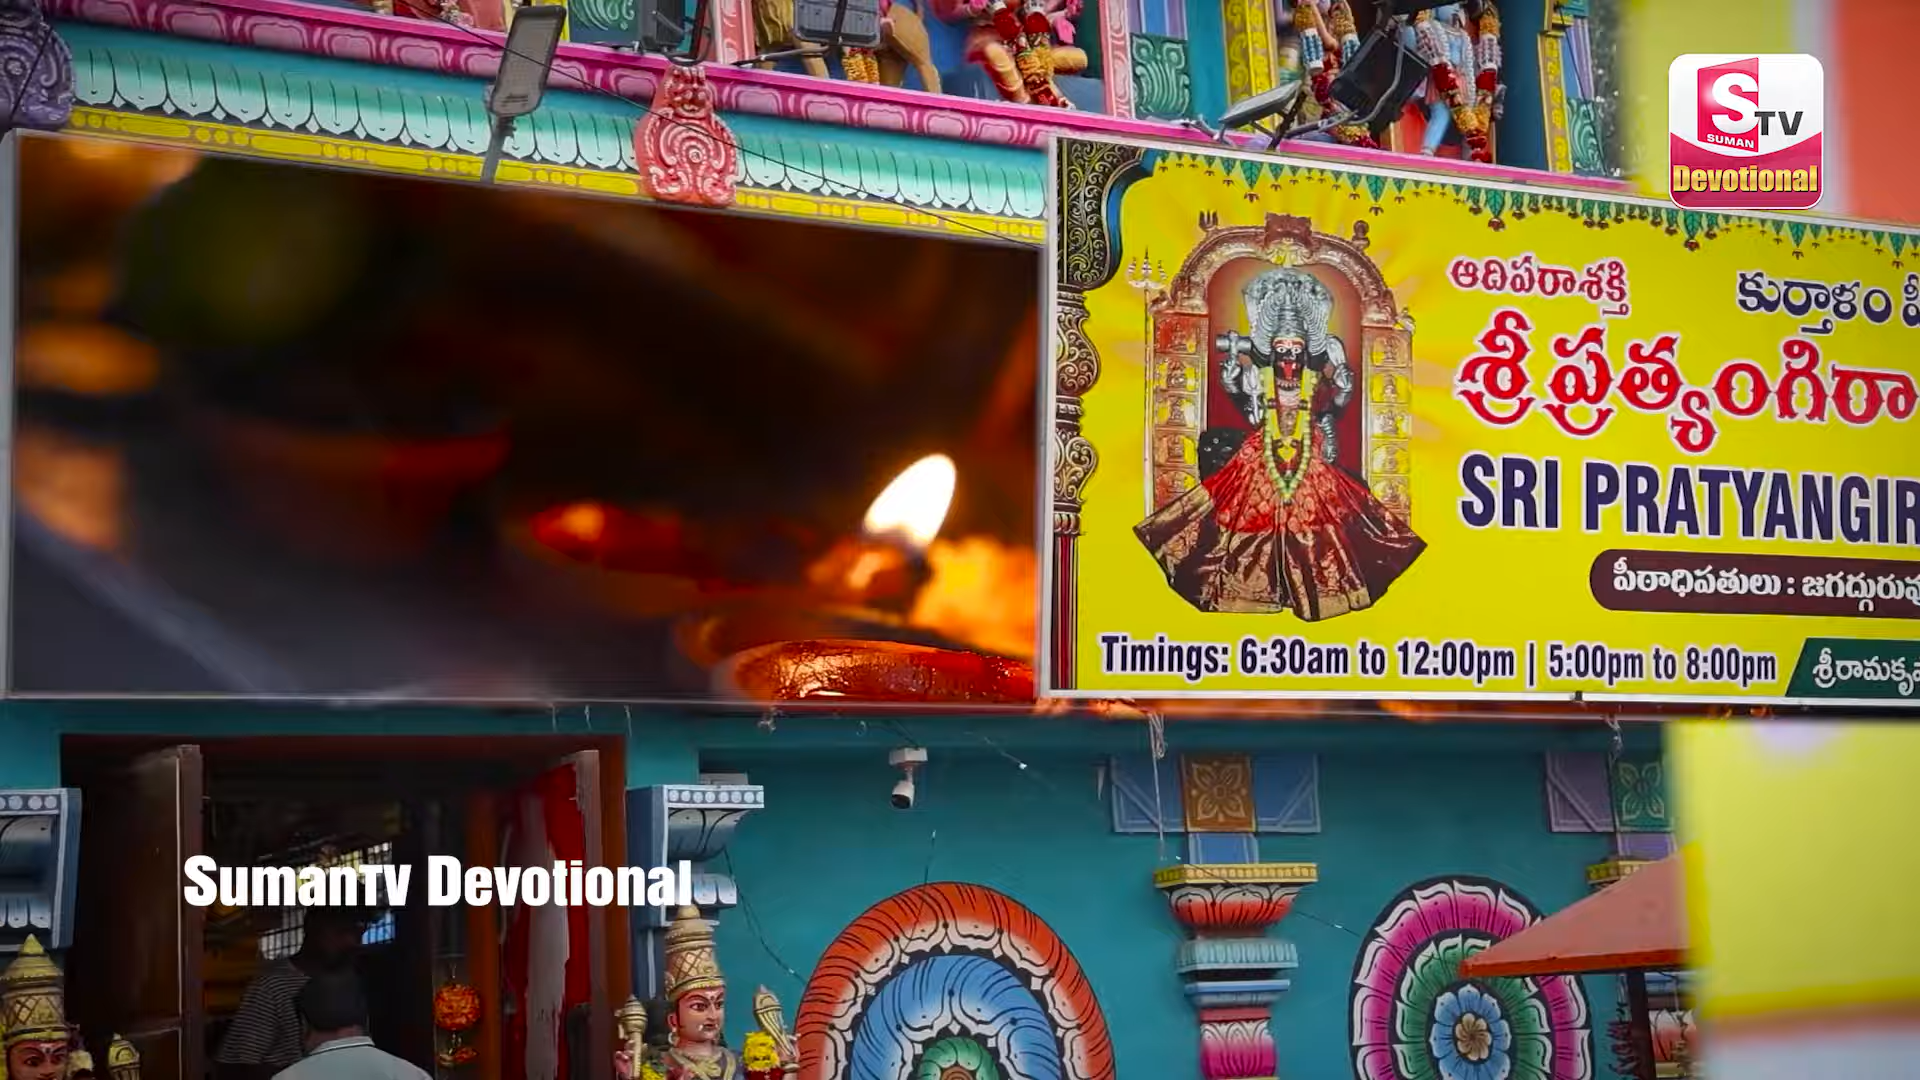 S TV
SUMAN
Devotional
ఆదిపరాశక్తి
కుర్తాళం
శ్రీ ప్రత్యంగిరా
SRI PRATYANGIR
పీఠాధిపతులు : జగద్గురువు
Timings: 6:30am to 12:00pm | 5:00pm to 8:00pm
SumanTV Devotional